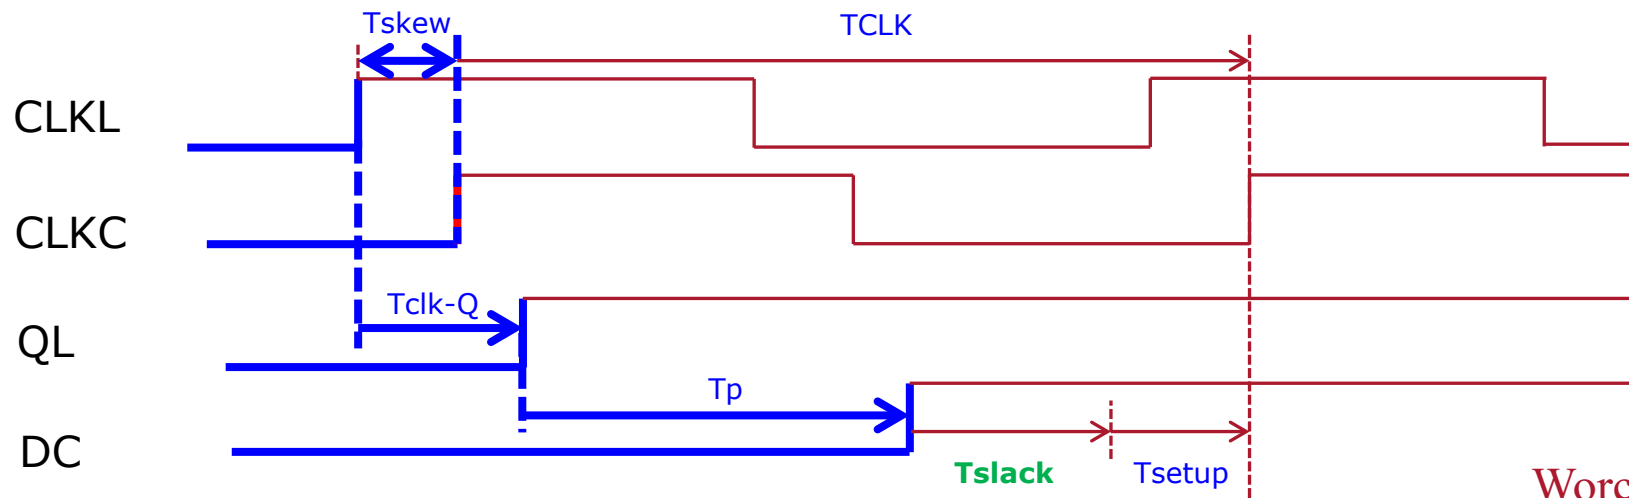 Tskew
TCLK
CLKL
CLKC
Tclk-Q
QL
Tp
DC
Tslack
Tsetup